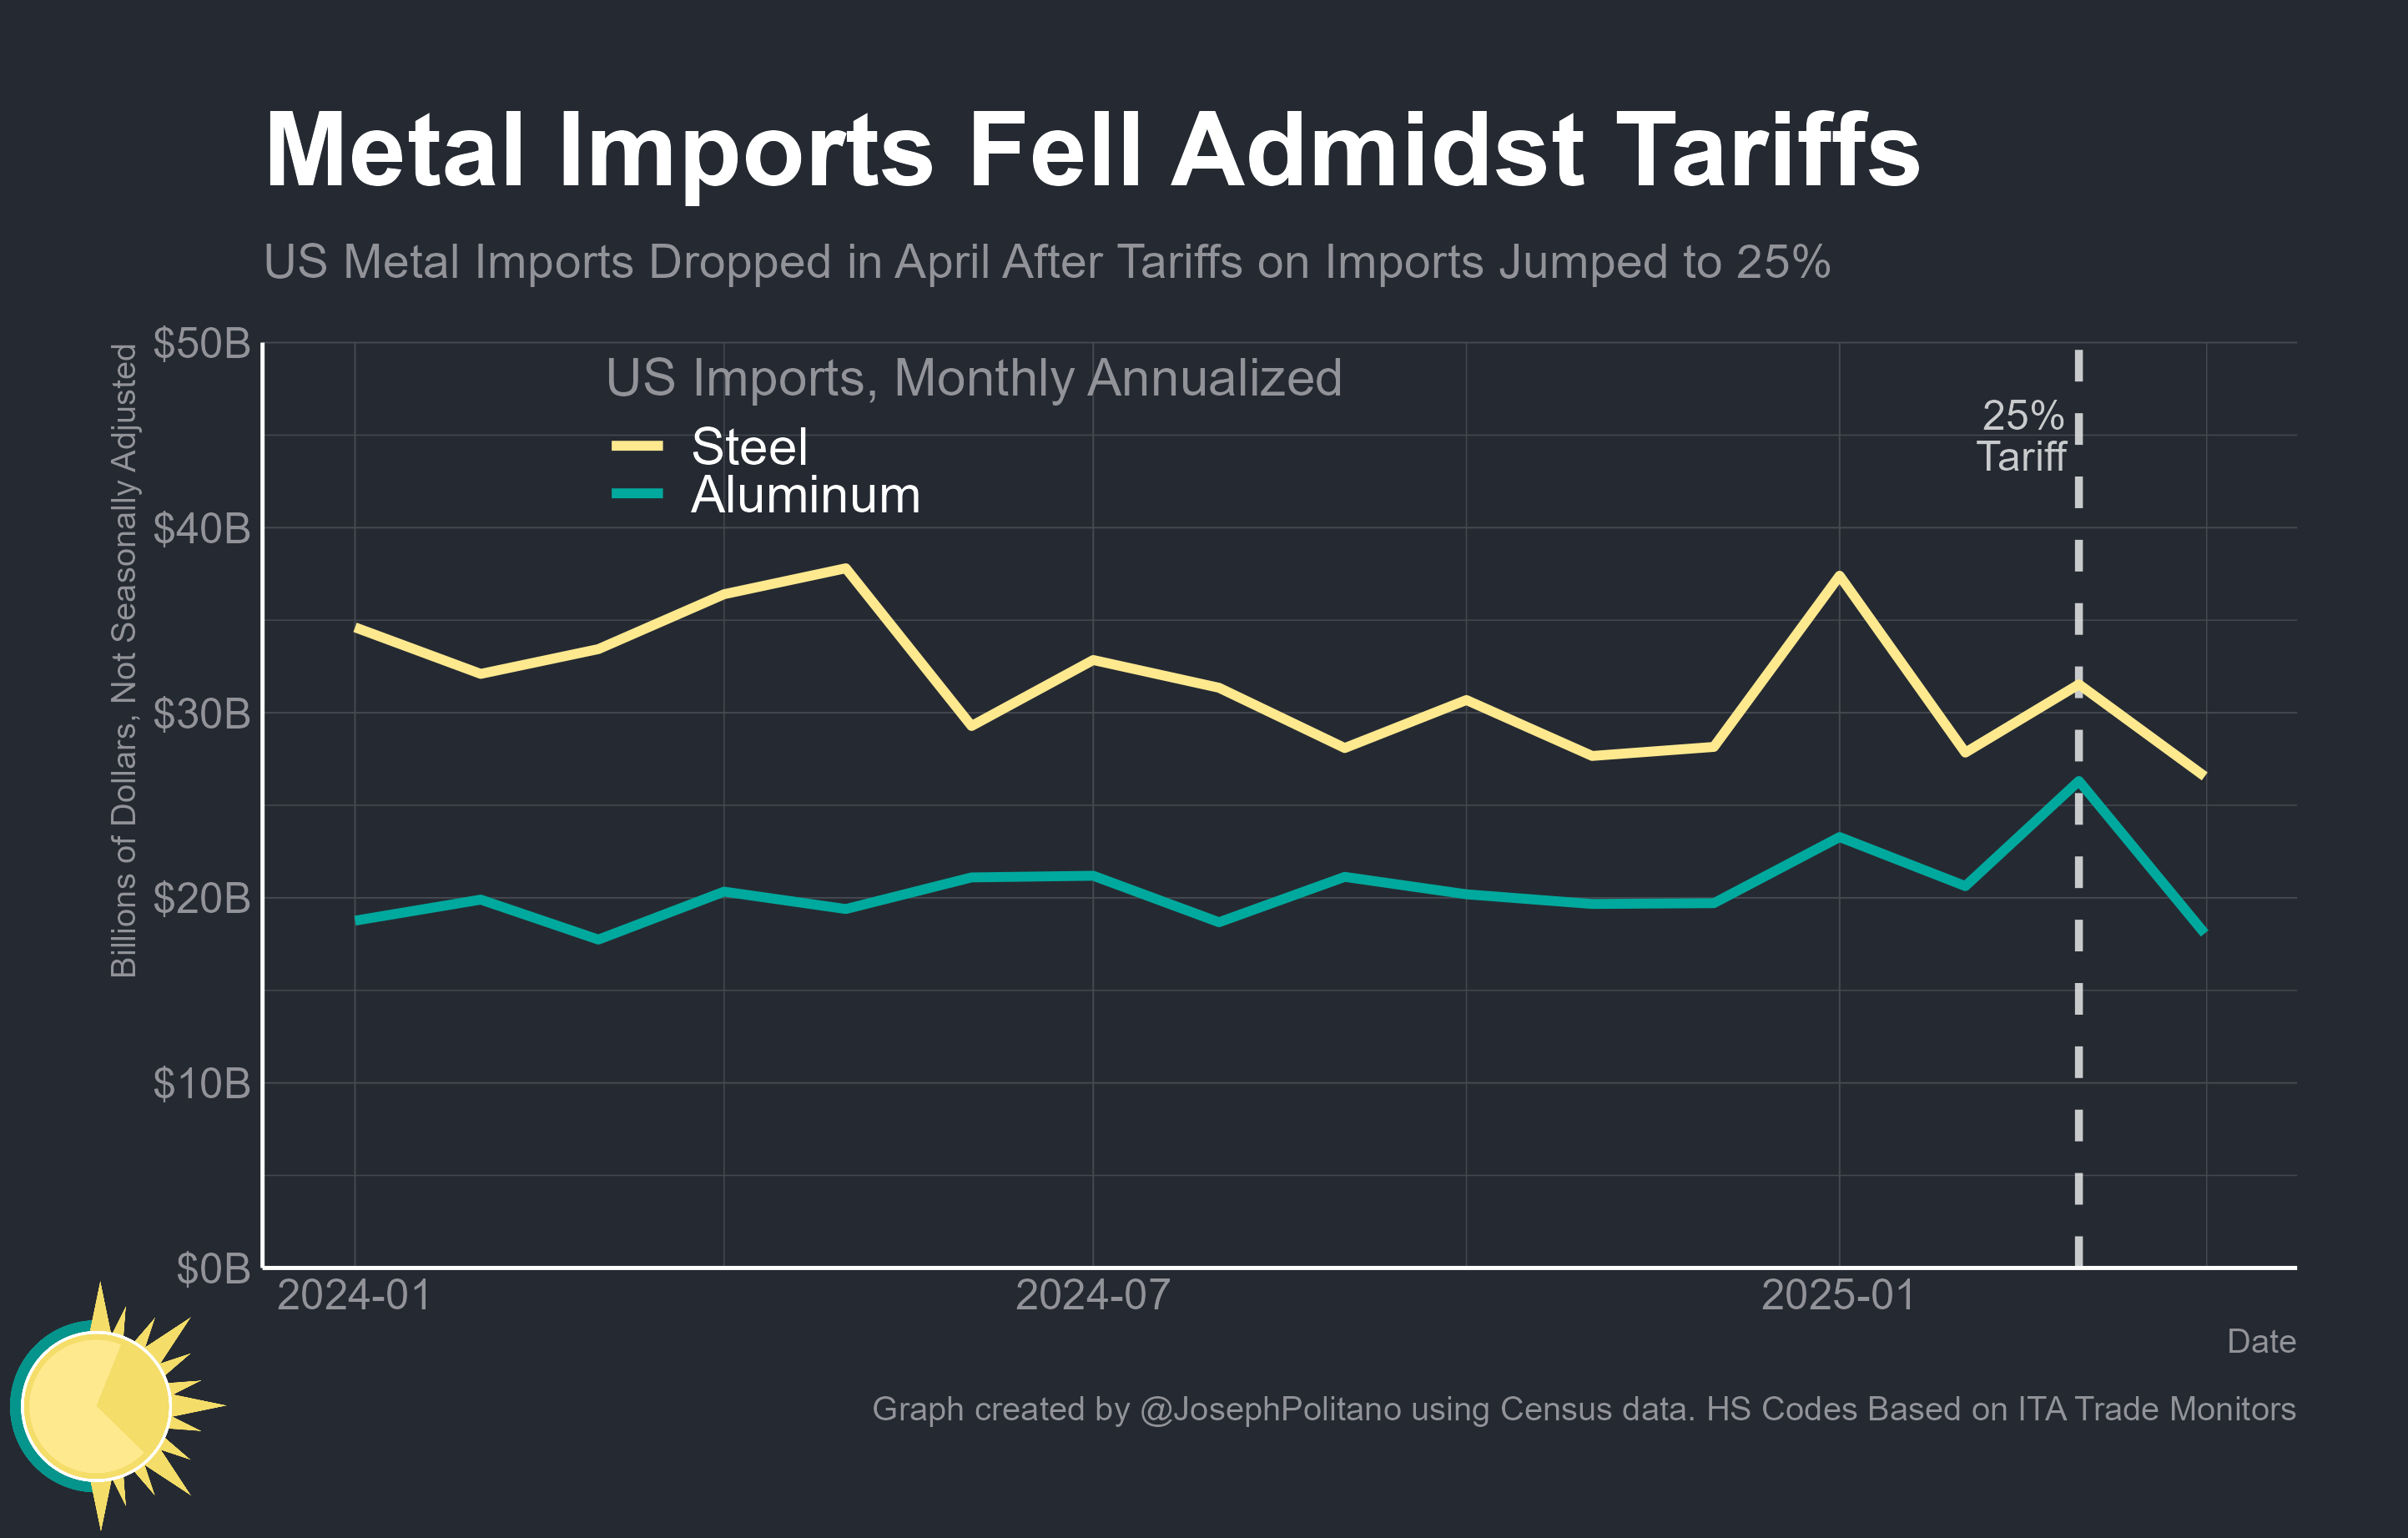 Metal Imports Fell Admidst Tariffs
US Metal Imports Dropped in April After Tariffs on Imports Jumped to 25%
Billions of Dollars, Not Seasonally Adjusted
$50B
$40B
$30B
$20B
$10B
$0B
US Imports, Monthly Annualized
Steel
Aluminum
25%
Tariff
2024-01
2024-07
2025-01
Date
Graph created by @JosephPolitano using Census data. HS Codes Based on ITA Trade Monitors